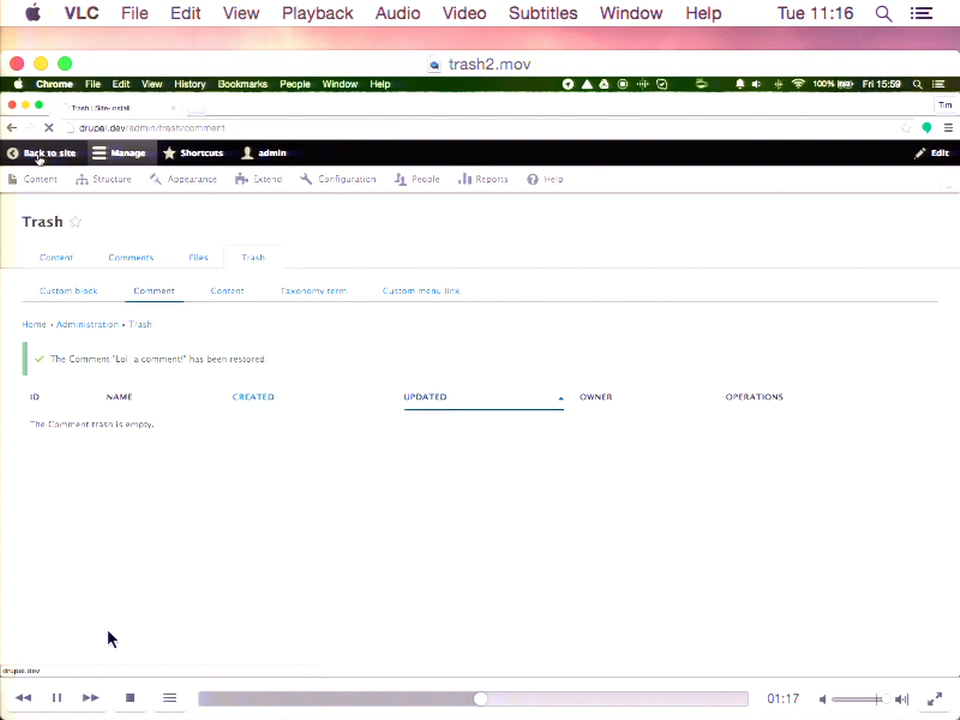 VLC File Edit View Playback Audio Video Subtitles Window Help Tue 11:16
trash2.mov
Chrome File Edit View History Bookmarks People Window Help 100% Fri 15:59
Trash | Site-Install Tim
drupal.dev/admin/trash/comment
Back to site Manage Shortcuts admin Edit
Content Structure Appearance Extend Configuration People Reports Help
Trash
Content Comments Files Trash
Custom block Comment Content Taxonomy term Custom menu link
Home • Administration • Trash
The Comment "Lol a comment!" has been restored.
ID NAME CREATED UPDATED OWNER OPERATIONS
The Comment trash is empty.
drupal.dev
01:17